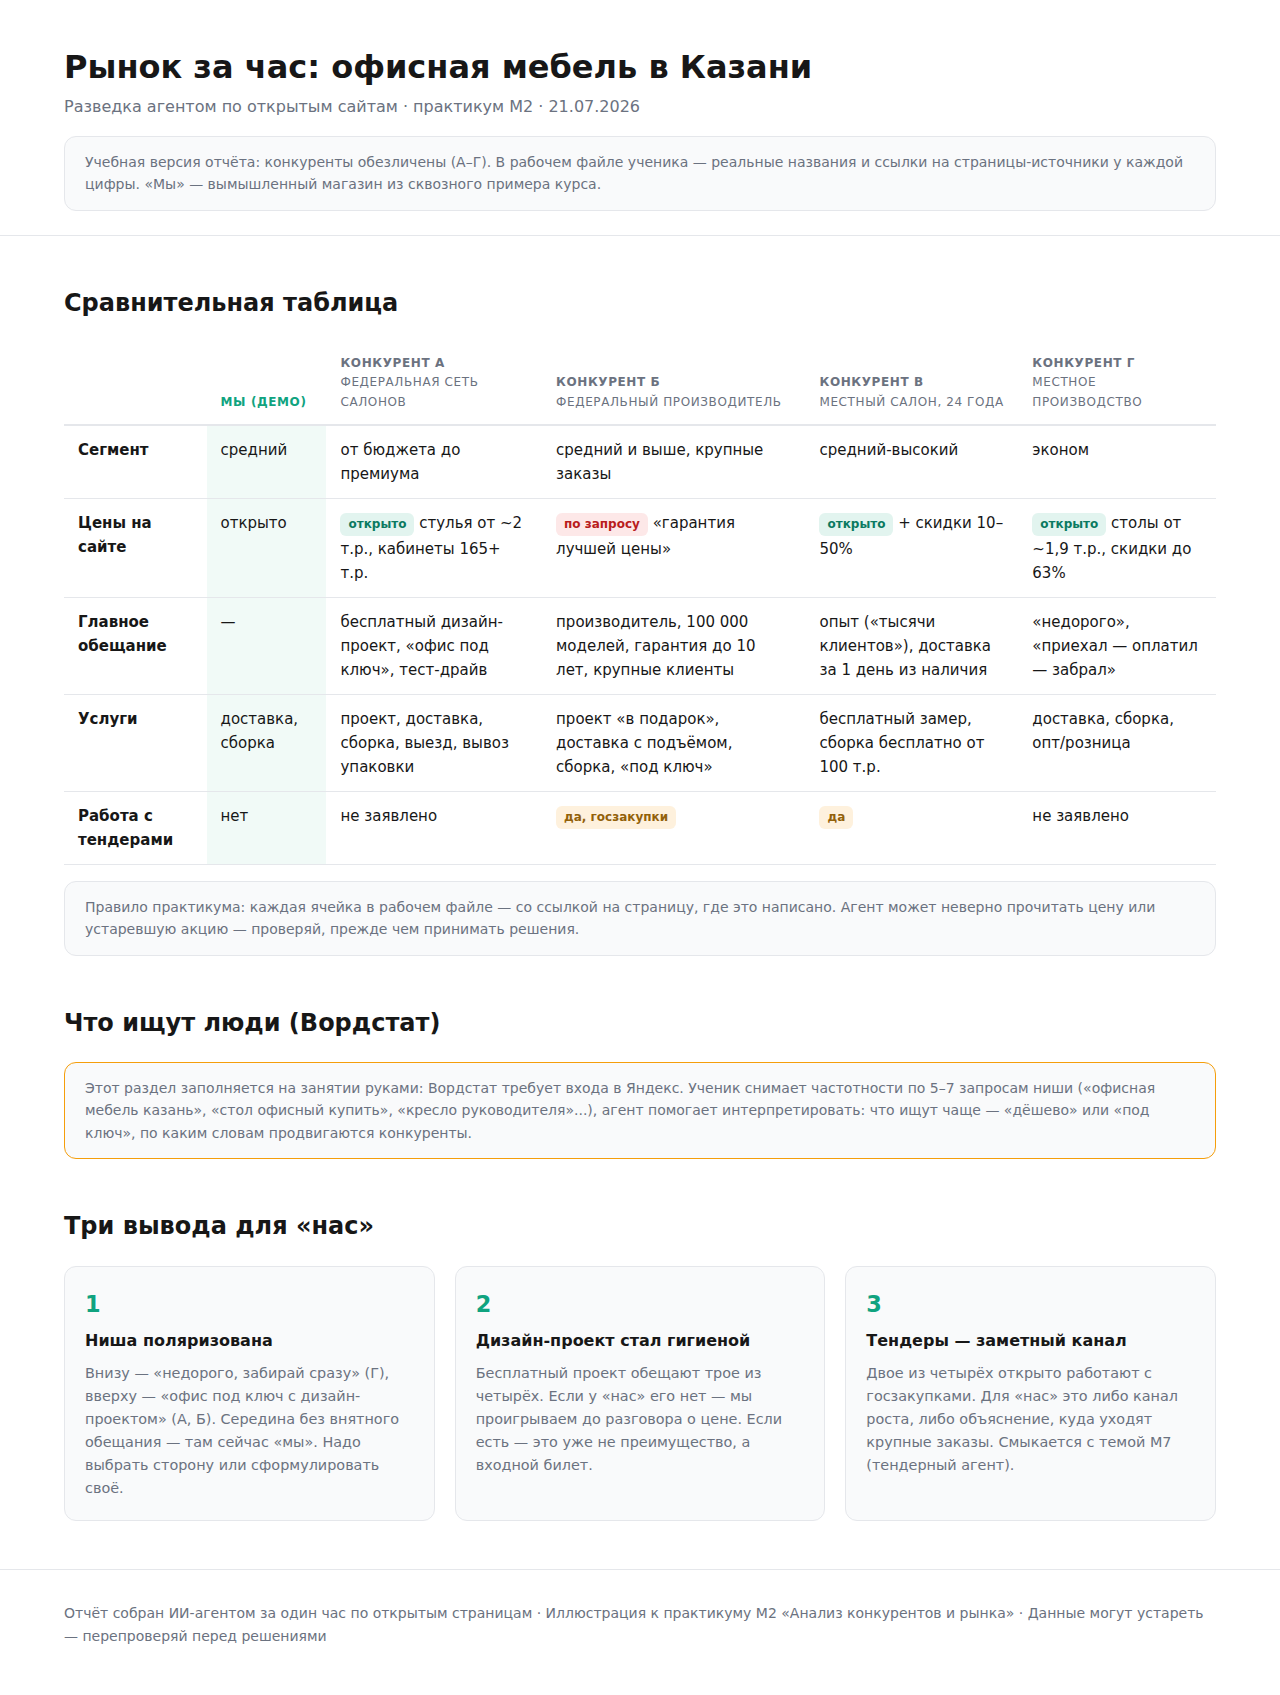 Рынок за час: офисная мебель в Казани
Разведка агентом по открытым сайтам · практикум М2 · 21.07.2026
Учебная версия отчёта: конкуренты обезличены (А–Г). В рабочем файле ученика — реальные названия и ссылки на страницы-источники у каждой
цифры. «Мы» — вымышленный магазин из сквозного примера курса.
Сравнительная таблица
МЫ (ДЕМО)
КОНКУРЕНТ А
ФЕДЕРАЛЬНАЯ СЕТЬ
САЛОНОВ
КОНКУРЕНТ Б
ФЕДЕРАЛЬНЫЙ ПРОИЗВОДИТЕЛЬ
КОНКУРЕНТ В
МЕСТНЫЙ САЛОН, 24 ГОДА
КОНКУРЕНТ Г
МЕСТНОЕ
ПРОИЗВОДСТВО
Сегмент
средний
от бюджета до
премиума
средний и выше, крупные
заказы
средний-высокий
эконом
Цены на
сайте
открыто
открыто стулья от ~2
т.р., кабинеты 165+
т.р.
по запросу «гарантия
лучшей цены»
открыто + скидки 10–
50%
открыто столы от
~1,9 т.р., скидки до
63%
Главное
обещание
—
бесплатный дизайн-
проект, «офис под
ключ», тест-драйв
производитель, 100 000
моделей, гарантия до 10
лет, крупные клиенты
опыт («тысячи
клиентов»), доставка
за 1 день из наличия
«недорого»,
«приехал — оплатил
— забрал»
Услуги
доставка,
сборка
проект, доставка,
сборка, выезд, вывоз
упаковки
проект «в подарок»,
доставка с подъёмом,
сборка, «под ключ»
бесплатный замер,
сборка бесплатно от
100 т.р.
доставка, сборка,
опт/розница
Работа с
тендерами
нет
не заявлено
да, госзакупки
да
не заявлено
Правило практикума: каждая ячейка в рабочем файле — со ссылкой на страницу, где это написано. Агент может неверно прочитать цену или
устаревшую акцию — проверяй, прежде чем принимать решения.
Что ищут люди (Вордстат)
Этот раздел заполняется на занятии руками: Вордстат требует входа в Яндекс. Ученик снимает частотности по 5–7 запросам ниши («офисная
мебель казань», «стол офисный купить», «кресло руководителя»...), агент помогает интерпретировать: что ищут чаще — «дёшево» или «под
ключ», по каким словам продвигаются конкуренты.
Три вывода для «нас»
1
Ниша поляризована
Внизу — «недорого, забирай сразу» (Г),
вверху — «офис под ключ с дизайн-
проектом» (А, Б). Середина без внятного
обещания — там сейчас «мы». Надо
выбрать сторону или сформулировать
своё.
2
Дизайн-проект стал гигиеной
Бесплатный проект обещают трое из
четырёх. Если у «нас» его нет — мы
проигрываем до разговора о цене. Если
есть — это уже не преимущество, а
входной билет.
3
Тендеры — заметный канал
Двое из четырёх открыто работают с
госзакупками. Для «нас» это либо канал
роста, либо объяснение, куда уходят
крупные заказы. Смыкается с темой М7
(тендерный агент).
Отчёт собран ИИ-агентом за один час по открытым страницам · Иллюстрация к практикуму М2 «Анализ конкурентов и рынка» · Данные могут устареть
— перепроверяй перед решениями